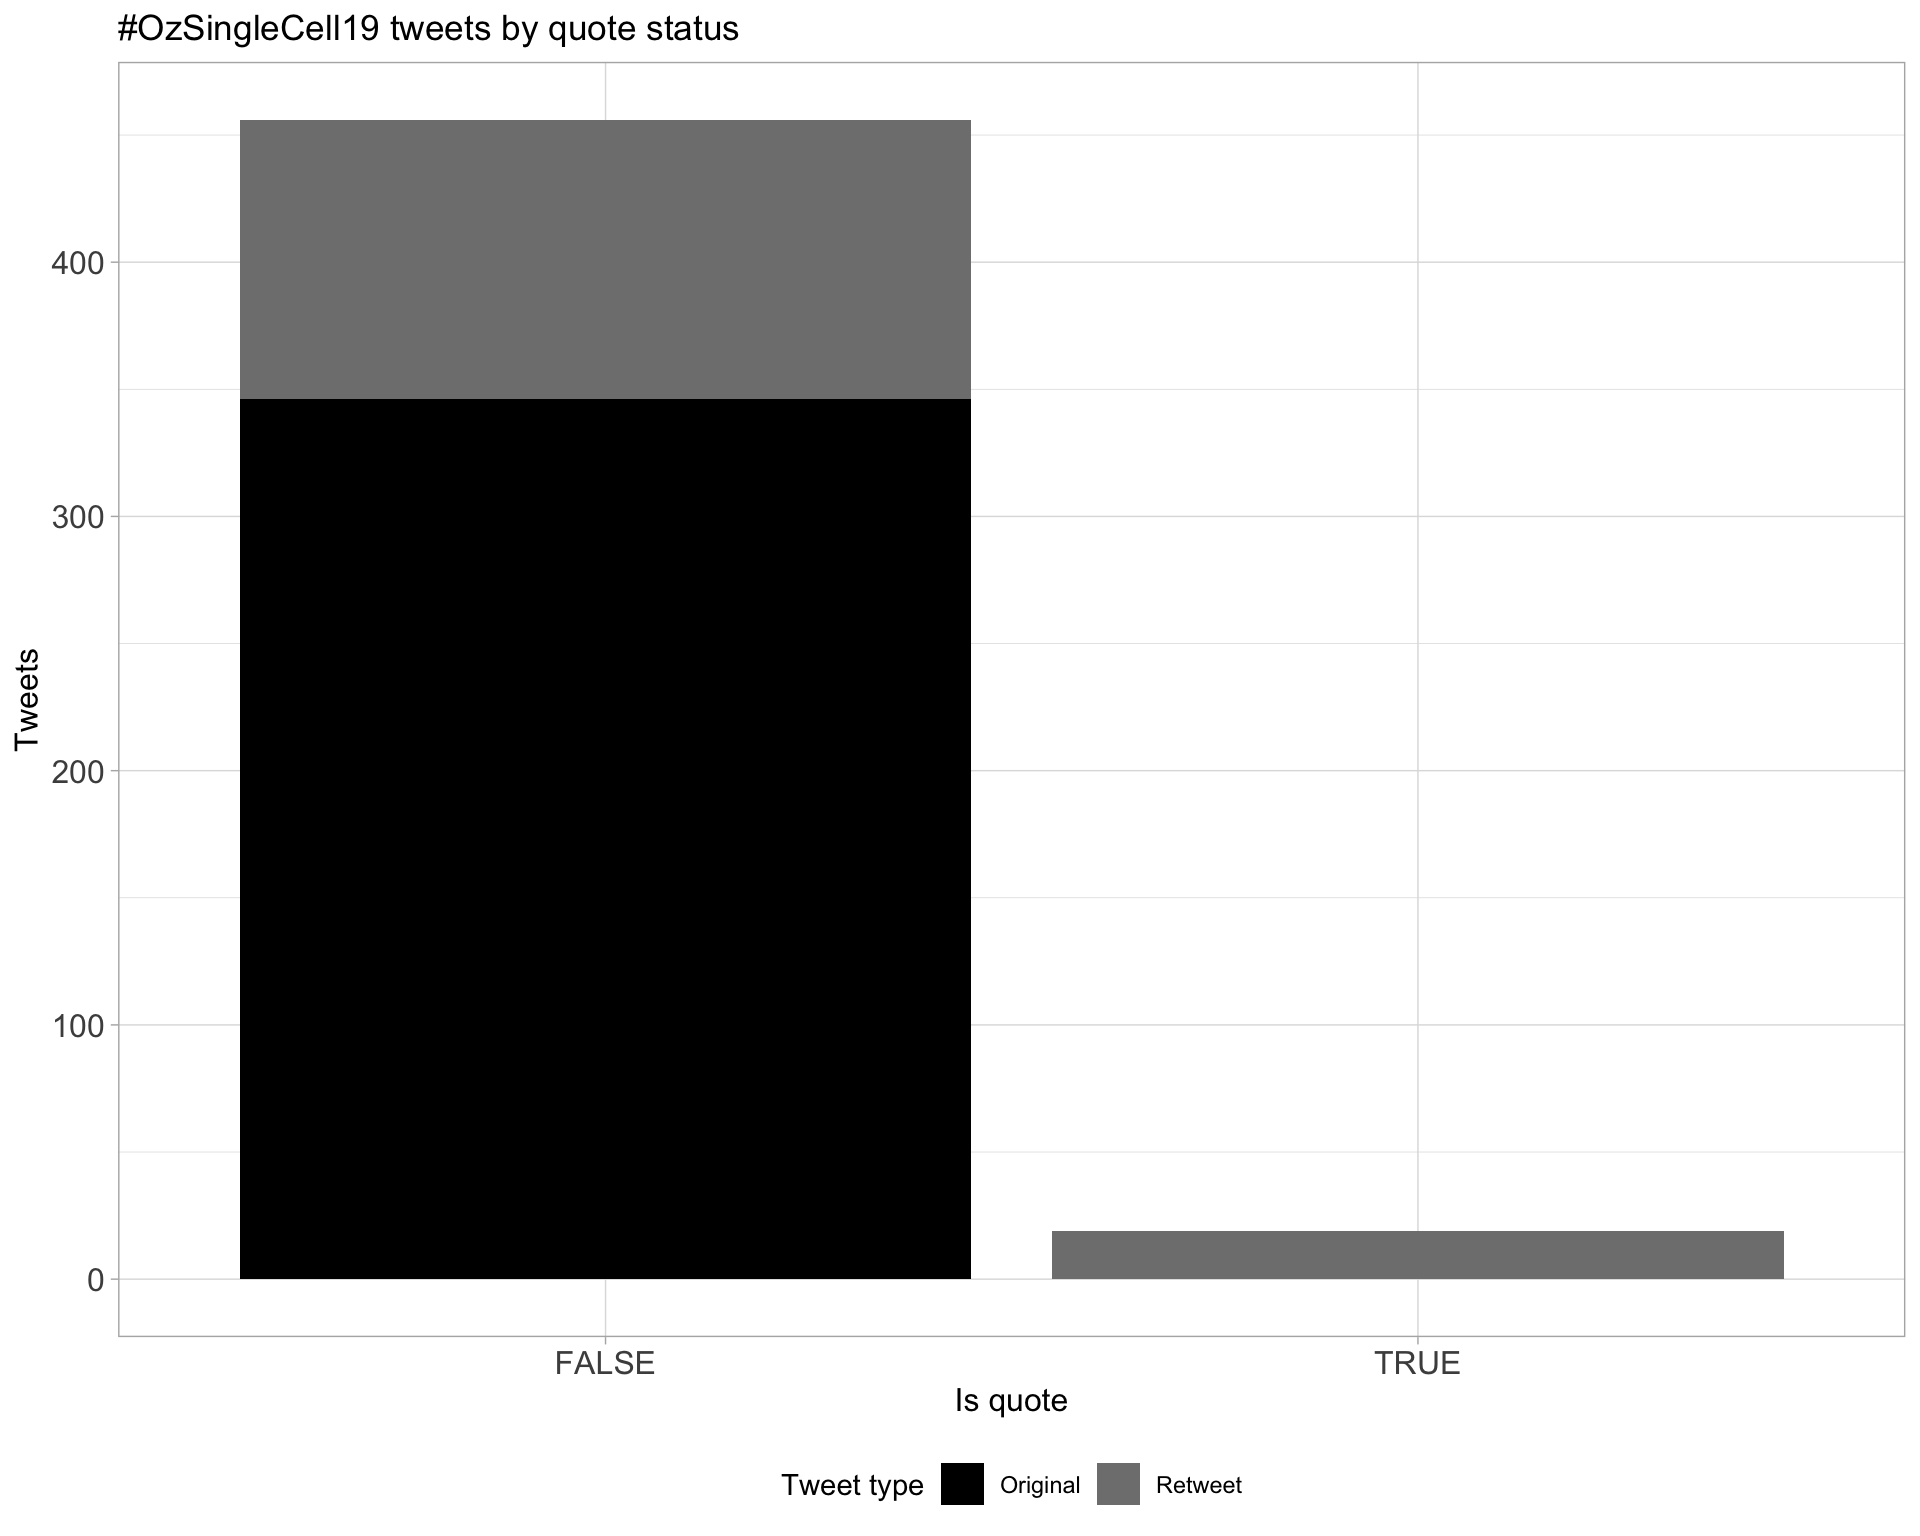 #OzSingleCell19 tweets by quote status
400
300
200
100
0
Tweets
FALSE TRUE
Is quote
Tweet type Original Retweet